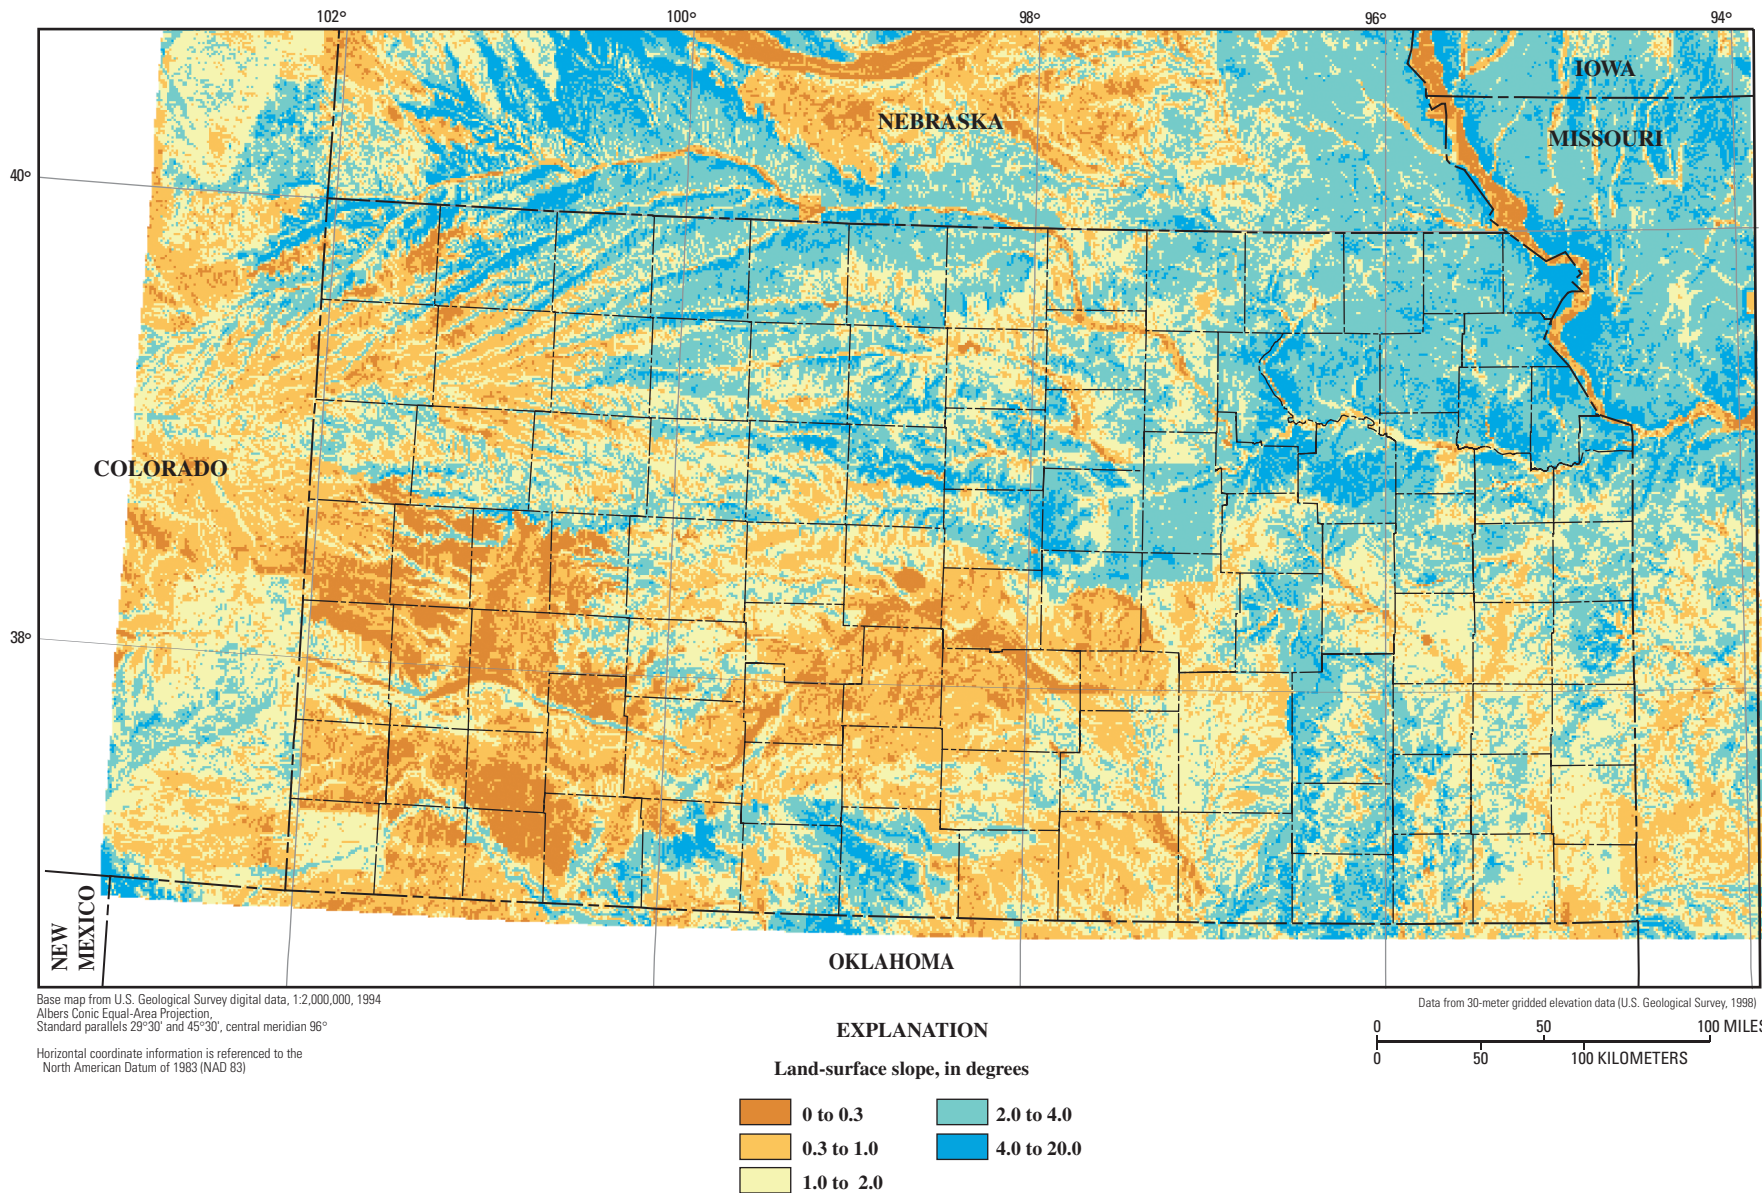 102°
100°
98°
96°
94°
IOWA
NEBRASKA
MISSOURI
40°
COLORADO
38°
NEW
MEXICO
OKLAHOMA
Base map from U.S. Geological Survey digital data, 1:2,000,000, 1994
Albers Conic Equal-Area Projection,
Standard parallels 29°30' and 45°30', central meridian 96°
Horizontal coordinate information is referenced to the
North American Datum of 1983 (NAD 83)
Data from 30-meter gridded elevation data (U.S. Geological Survey, 1998)
0 50 100 MILES
0 50 100 KILOMETERS
EXPLANATION
Land-surface slope, in degrees
0 to 0.3
0.3 to 1.0
1.0 to 2.0
2.0 to 4.0
4.0 to 20.0